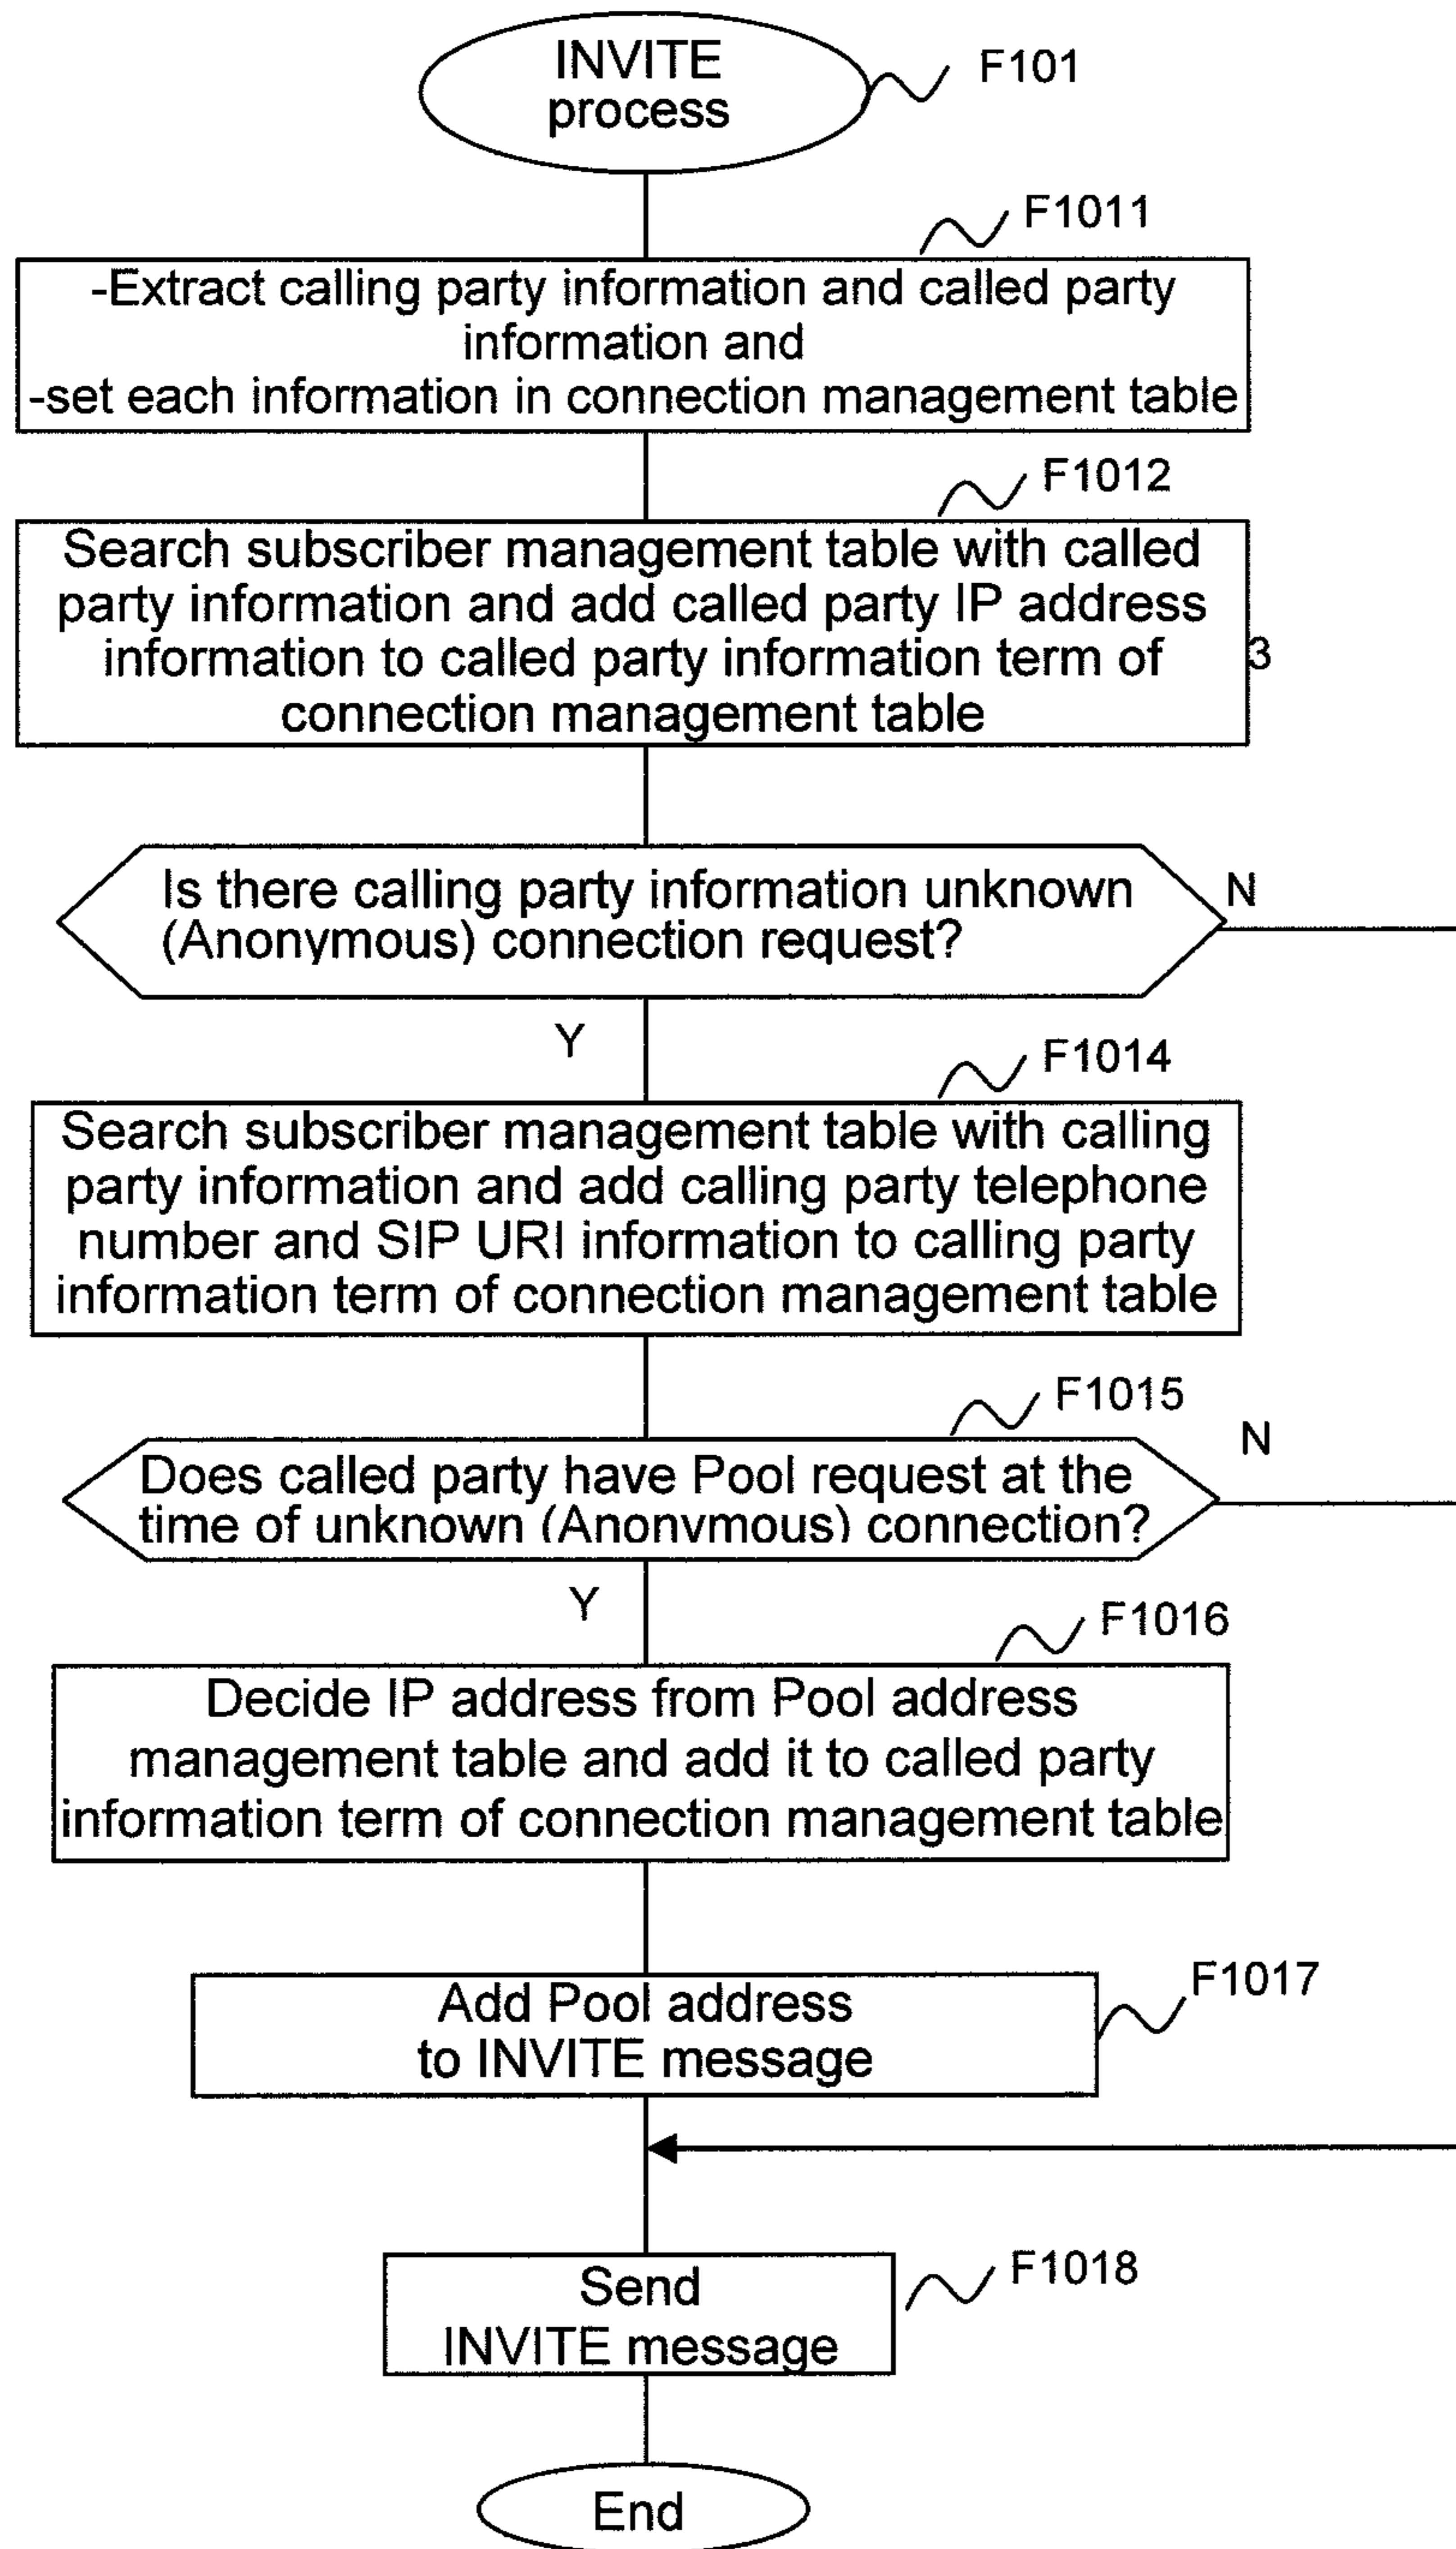 INVITE
process
F101
F1011
-Extract calling party information and called party
information and
-set each information in connection management table
F1012
Search subscriber management table with called
party information and add called party IP address
information to called party information term of
connection management table
3
Is there calling party information unknown
(Anonymous) connection request?
N
Y
F1014
Search subscriber management table with calling
party information and add calling party telephone
number and SIP URI information to calling party
information term of connection management table
F1015
Does called party have Pool request at the
time of unknown (Anonymous) connection?
N
Y
F1016
Decide IP address from Pool address
management table and add it to called party
information term of connection management table
F1017
Add Pool address
to INVITE message
F1018
Send
INVITE message
End